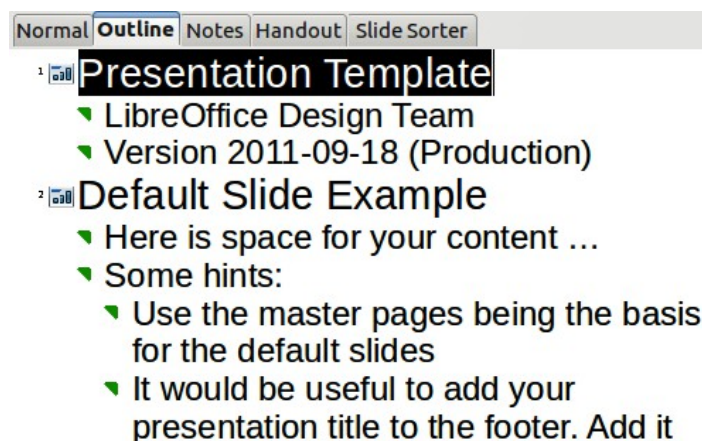 Normal Outline Notes Handout Slide Sorter
1 Presentation Template
LibreOffice Design Team
Version 2011-09-18 (Production)
2 Default Slide Example
Here is space for your content …
Some hints:
Use the master pages being the basis
for the default slides
It would be useful to add your
presentation title to the footer. Add it